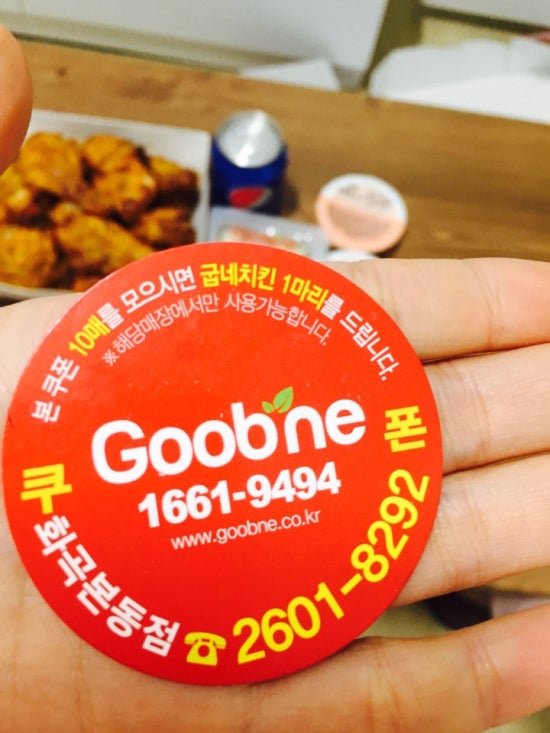 본 쿠폰 10매를 모으시면 굽네치킨 1마리를 드립니다.
※해당매장에서만 사용가능합니다.
Goobne
쿠 폰
1661-9494
www.goobne.co.kr
화곡본동점 ☎ 2601-8292